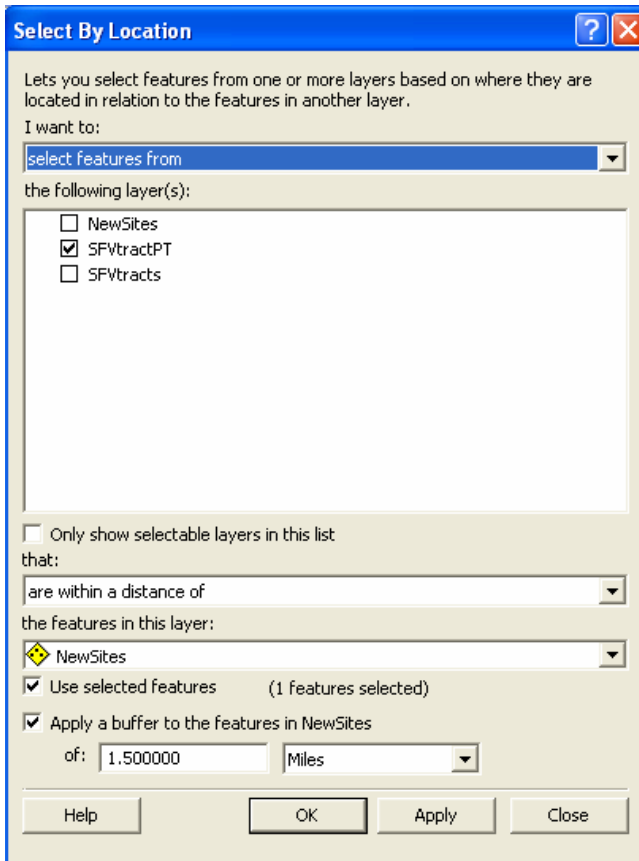 Select By Location
Lets you select features from one or more layers based on where they are
located in relation to the features in another layer.
I want to:
select features from
the following layer(s):
NewSites
SFVtractPT
SFVtracts
Only show selectable layers in this list
that:
are within a distance of
the features in this layer:
NewSites
Use selected features (1 features selected)
Apply a buffer to the features in NewSites
of: 1.500000 Miles
Help OK Apply Close